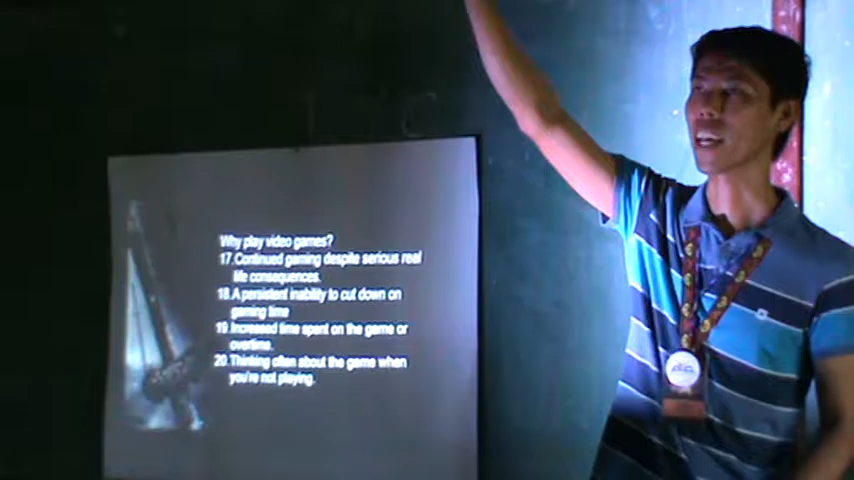 Why play video games?
17.Continued gaming despite serious real
life consequences.
18.A persistent inability to cut down on
gaming time
19.Increased time spent on the game or
overtime.
20.Thinking often about the game when
you're not playing.